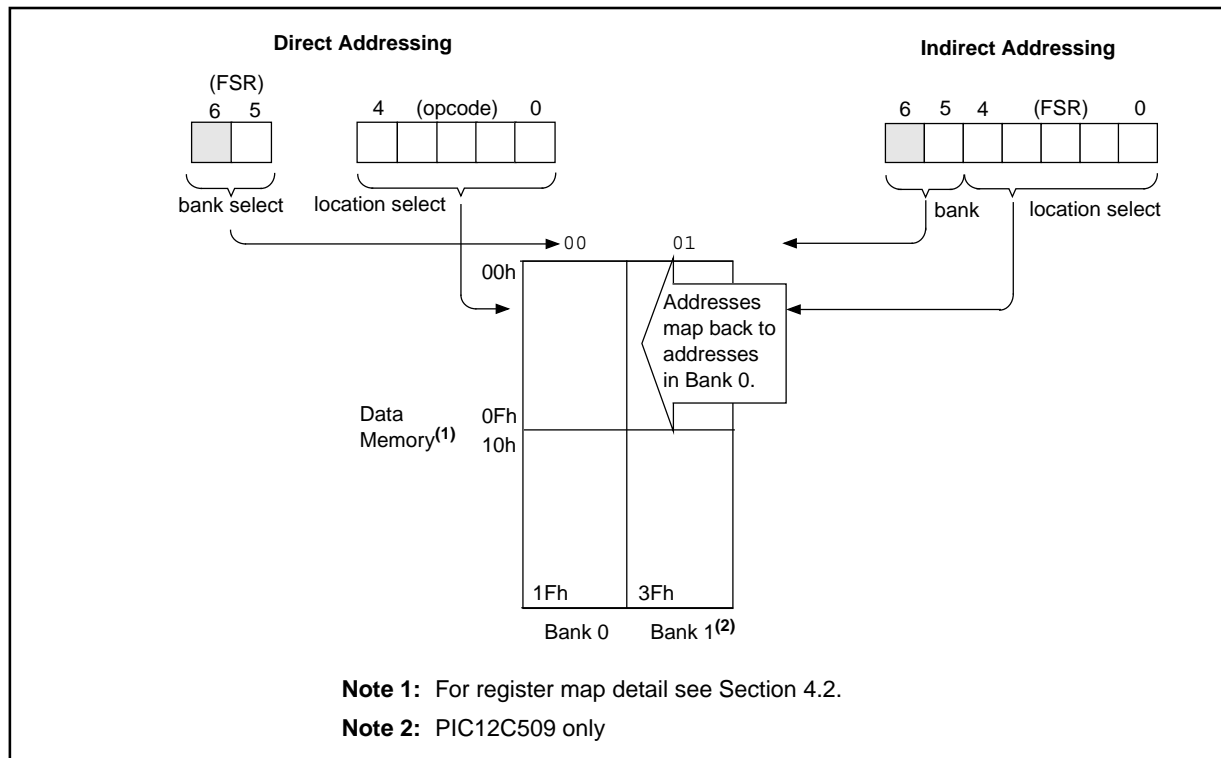 Direct Addressing
(FSR)
6 5
4 (opcode) 0
bank select
location select
Indirect Addressing
6 5 4 (FSR) 0
bank
location select
00 01
00h
Addresses
map back to
addresses
in Bank 0.
Data
Memory(1)
0Fh
10h
1Fh 3Fh
Bank 0 Bank 1(2)
Note 1: For register map detail see Section 4.2.
Note 2: PIC12C509 only